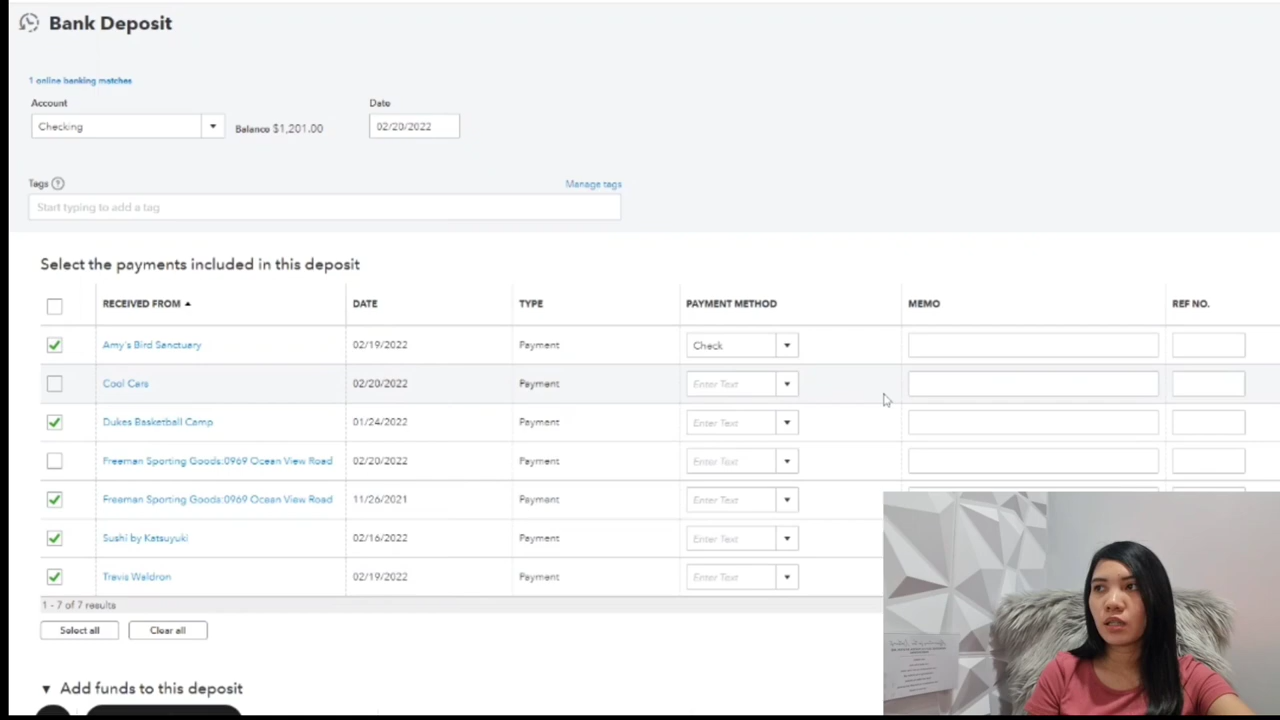 Bank Deposit
1 online banking matches
Account Date
Checking Balance $1,201.00 02/20/2022
Tags ? Manage tags
Start typing to add a tag
Select the payments included in this deposit
RECEIVED FROM DATE TYPE PAYMENT METHOD MEMO REF NO.
Amy's Bird Sanctuary 02/19/2022 Payment Check
Cool Cars 02/20/2022 Payment Enter Text
Dukes Basketball Camp 01/24/2022 Payment Enter Text
Freeman Sporting Goods:0969 Ocean View Road 02/20/2022 Payment Enter Text
Freeman Sporting Goods:0969 Ocean View Road 11/26/2021 Payment Enter Text
Sushi by Katsuyuki 02/16/2022 Payment Enter Text
Travis Waldron 02/19/2022 Payment Enter Text
1 - 7 of 7 results
Select all Clear all
Add funds to this deposit